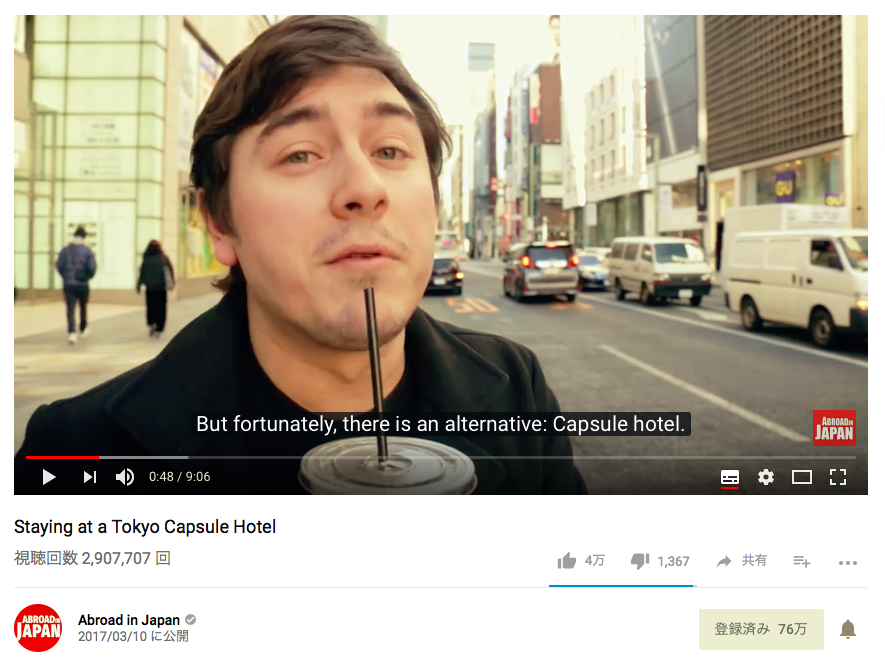 GU
But fortunately, there is an alternative: Capsule hotel.
ABROAD IN
JAPAN
0:48 / 9:06
Staying at a Tokyo Capsule Hotel
視聴回数 2,907,707 回
4万
1,367
共有
ABROAD IN
JAPAN
Abroad in Japan
2017/03/10 に公開
登録済み 76万